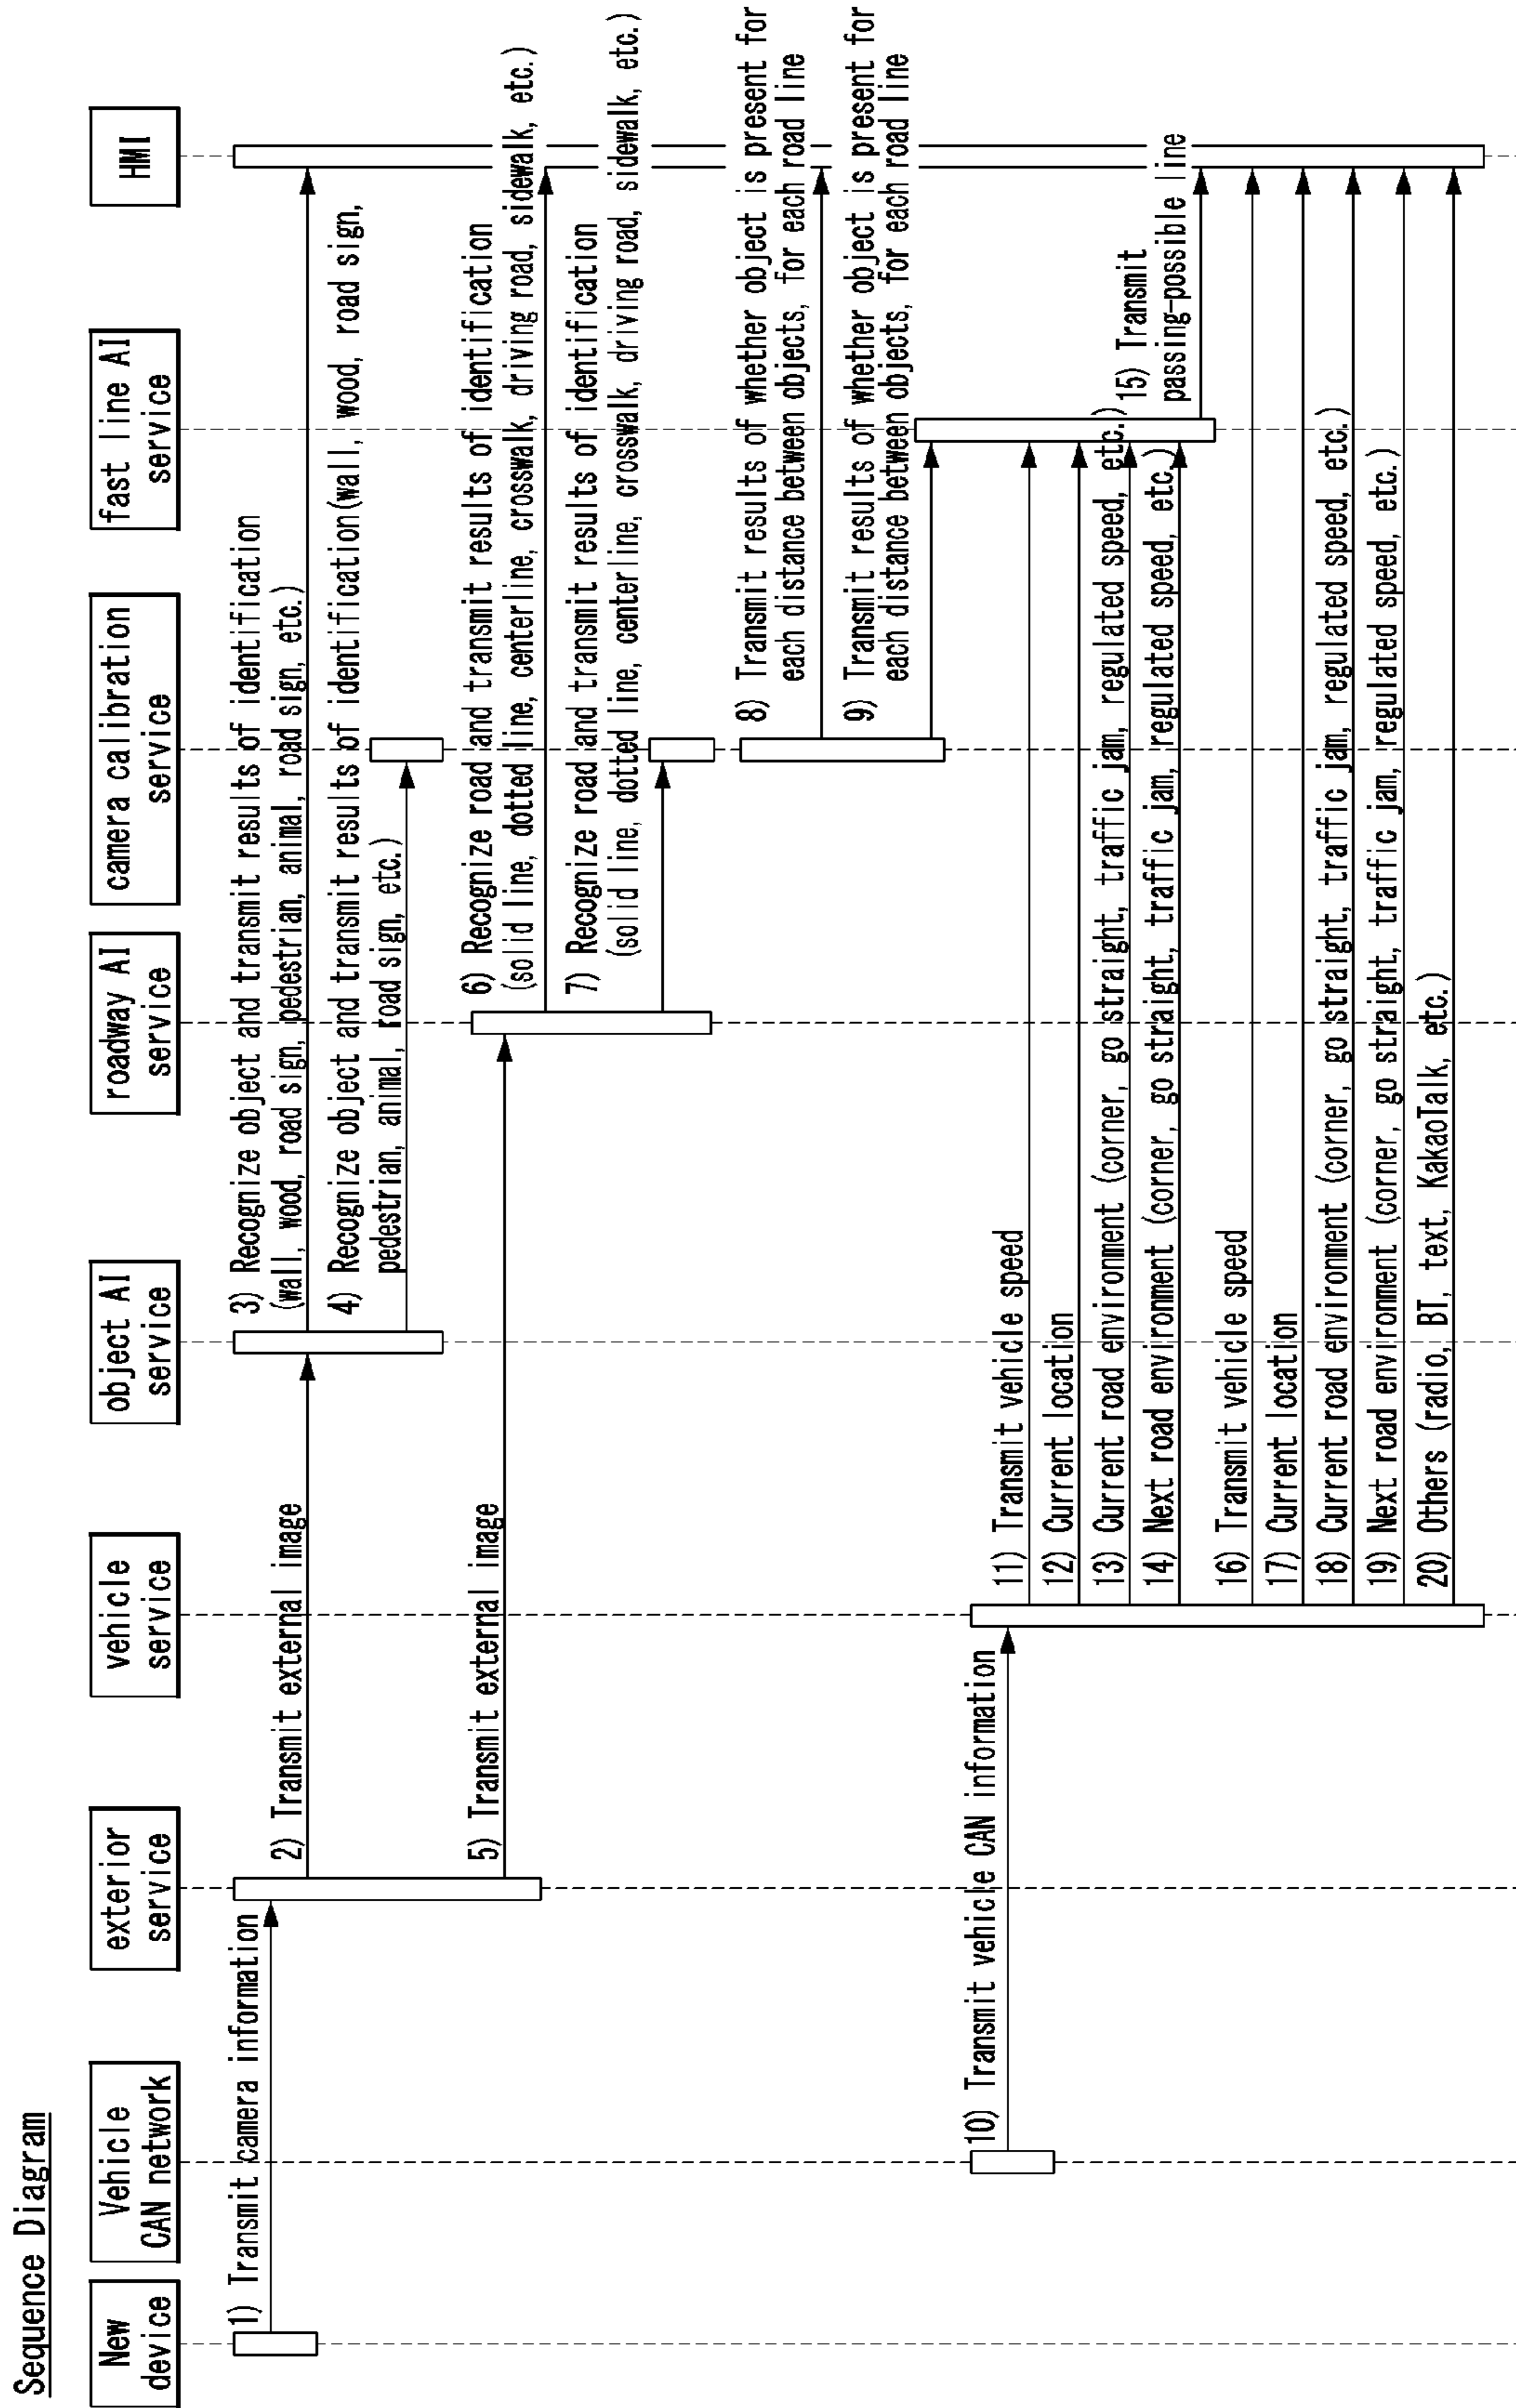 Sequence Diagram
New
device
Vehicle
CAN network
exterior
service
vehicle
service
object AI
service
roadway AI
service
camera calibration
service
fast line AI
service
HMI
1) Transmit camera information
2) Transmit external image
3) Recognize object and transmit results of identification
(wall, wood, road sign, pedestrian, animal, road sign, etc.)
4) Recognize object and transmit results of identification(wall, wood, road sign,
pedestrian, animal, road sign, etc.)
5) Transmit external image
6) Recognize road and transmit results of identification
(solid line, dotted line, centerline, crosswalk, driving road, sidewalk, etc.)
7) Recognize road and transmit results of identification
(solid line, dotted line, centerline, crosswalk, driving road, sidewalk, etc.)
8) Transmit results of whether object is present for
each distance between objects, for each road line
9) Transmit results of whether object is present for
each distance between objects, for each road line
10) Transmit vehicle CAN information
11) Transmit vehicle speed
12) Current location
13) Current road environment (corner, go straight, traffic jam, regulated speed, etc.)
14) Next road environment (corner, go straight, traffic jam, regulated speed, etc.)
15) Transmit
passing-possible line
16) Transmit vehicle speed
17) Current location
18) Current road environment (corner, go straight, traffic jam, regulated speed, etc.)
19) Next road environment (corner, go straight, traffic jam, regulated speed, etc.)
20) Others (radio, BT, text, KakaoTalk, etc.)